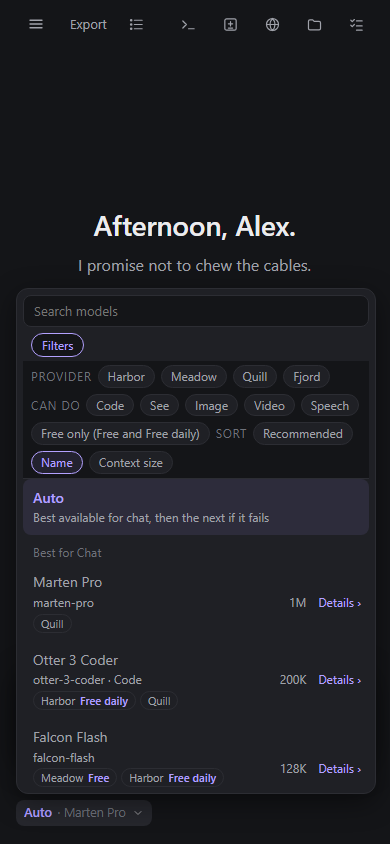 Export
Afternoon, Alex.
I promise not to chew the cables.
Search models
Filters
PROVIDER Harbor Meadow Quill Fjord
CAN DO Code See Image Video Speech
Free only (Free and Free daily) SORT Recommended
Name Context size
Auto
Best available for chat, then the next if it fails
Best for Chat
Marten Pro
marten-pro 1M Details ›
Quill
Otter 3 Coder
otter-3-coder · Code 200K Details ›
Harbor Free daily Quill
Falcon Flash
falcon-flash 128K Details ›
Meadow Free Harbor Free daily
Auto · Marten Pro